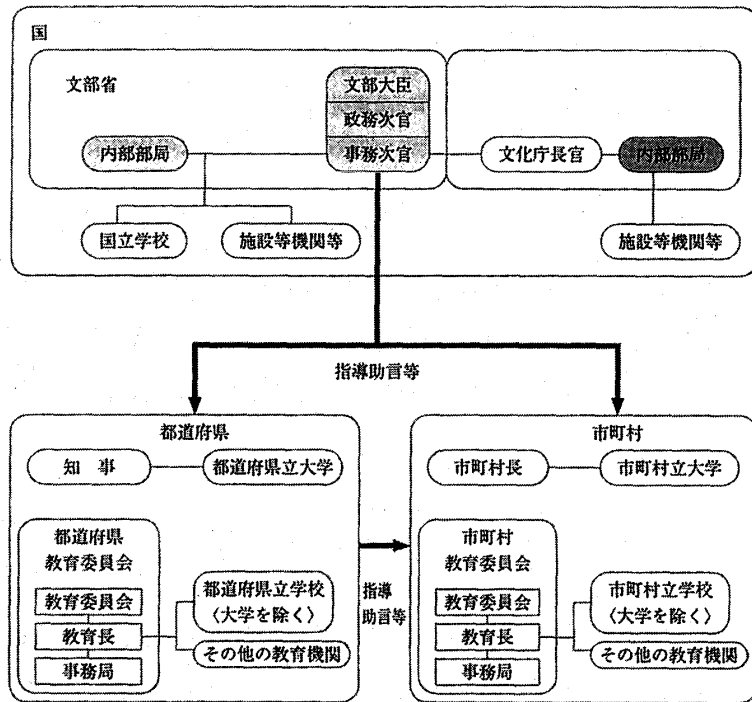 国
文部省
文部大臣
政務次官
事務次官
内部部局
文化庁長官
内部部局
国立学校
施設等機関等
施設等機関等
指導助言等
都道府県
知　事
都道府県立大学
都道府県
教育委員会
教育委員会
教育長
事務局
都道府県立学校
〈大学を除く〉
その他の教育機関
指導
助言等
市町村
市町村長
市町村立大学
市町村
教育委員会
教育委員会
教育長
事務局
市町村立学校
〈大学を除く〉
その他の教育機関